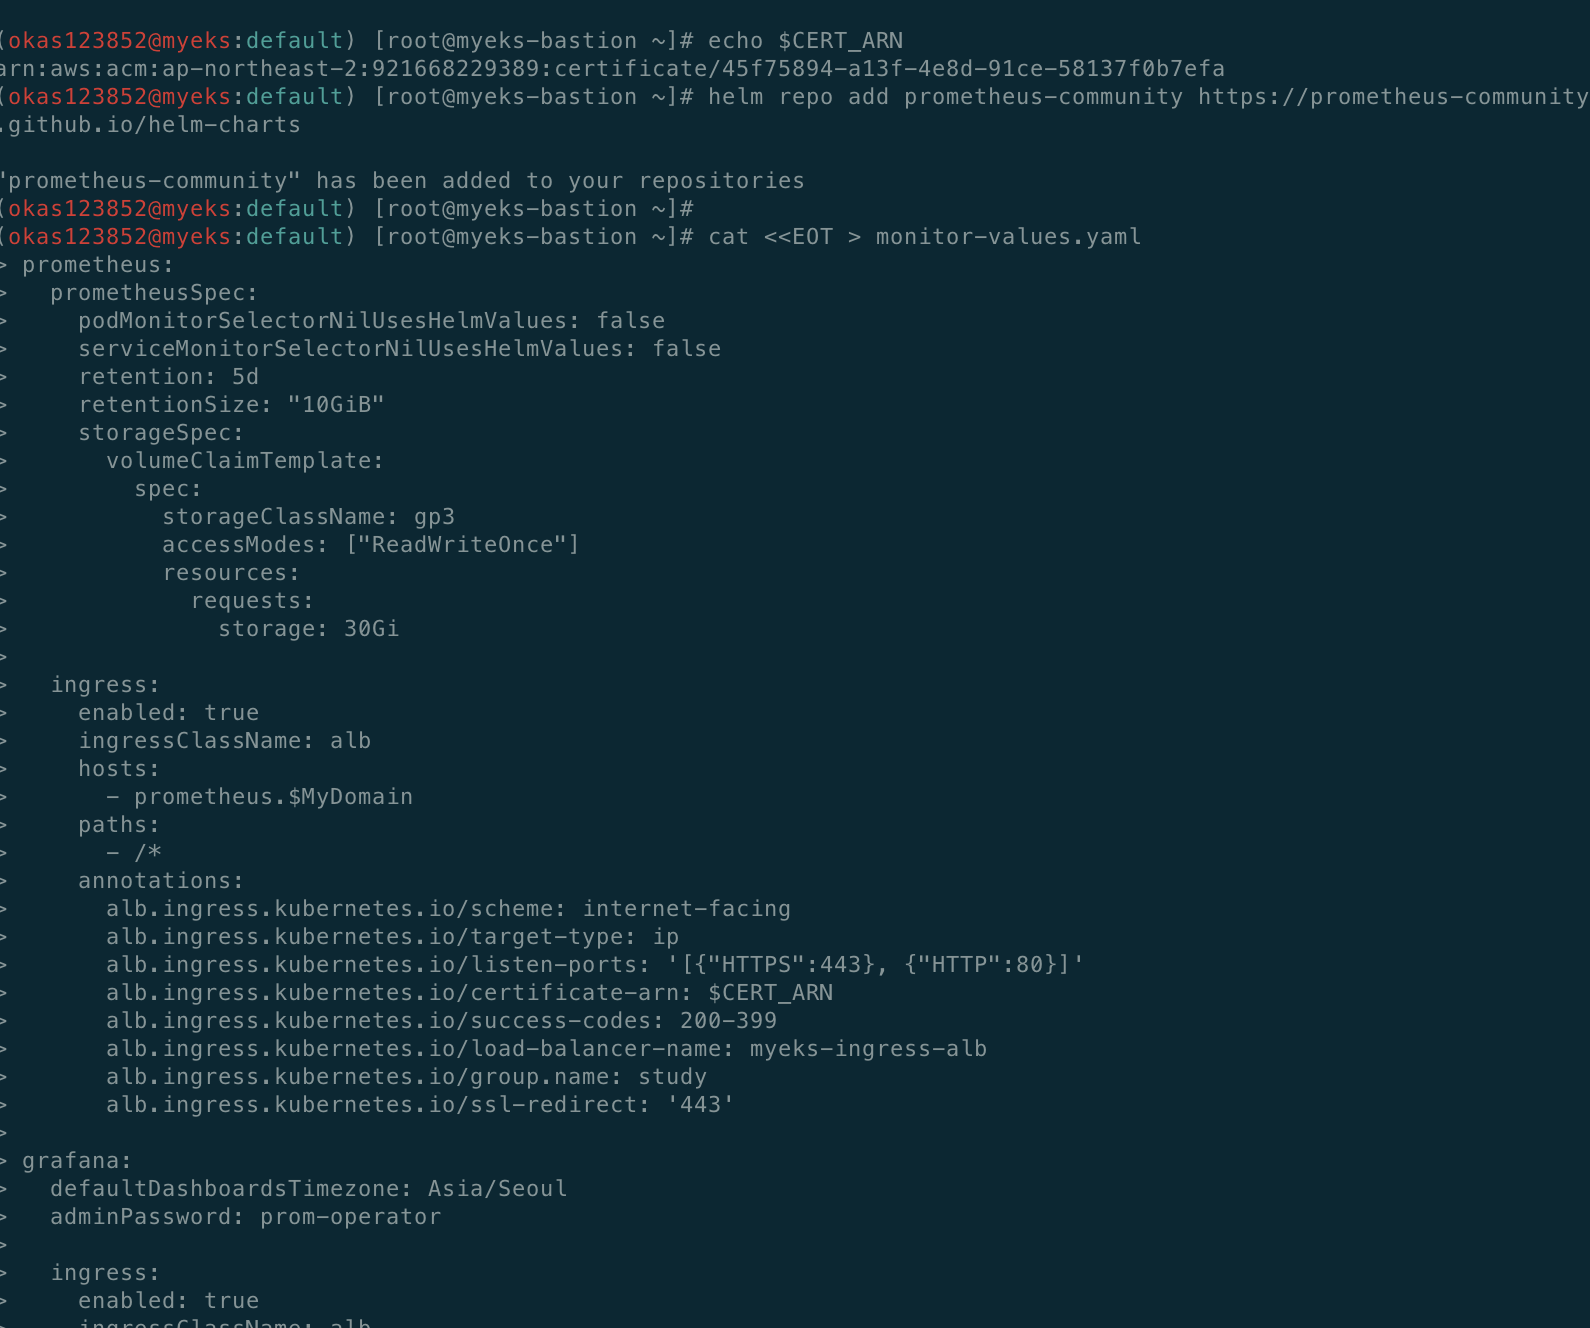 (okas123852@myeks:default) [root@myeks-bastion ~]# echo $CERT_ARN
arn:aws:acm:ap-northeast-2:921668229389:certificate/45f75894-a13f-4e8d-91ce-58137f0b7efa
(okas123852@myeks:default) [root@myeks-bastion ~]# helm repo add prometheus-community https://prometheus-community
.github.io/helm-charts
"prometheus-community" has been added to your repositories
(okas123852@myeks:default) [root@myeks-bastion ~]#
(okas123852@myeks:default) [root@myeks-bastion ~]# cat <<EOT > monitor-values.yaml
> prometheus:
>   prometheusSpec:
>     podMonitorSelectorNilUsesHelmValues: false
>     serviceMonitorSelectorNilUsesHelmValues: false
>     retention: 5d
>     retentionSize: "10GiB"
>     storageSpec:
>       volumeClaimTemplate:
>         spec:
>           storageClassName: gp3
>           accessModes: ["ReadWriteOnce"]
>           resources:
>             requests:
>               storage: 30Gi
>
>   ingress:
>     enabled: true
>     ingressClassName: alb
>     hosts:
>       - prometheus.$MyDomain
>     paths:
>       - /*
>     annotations:
>       alb.ingress.kubernetes.io/scheme: internet-facing
>       alb.ingress.kubernetes.io/target-type: ip
>       alb.ingress.kubernetes.io/listen-ports: '[{"HTTPS":443}, {"HTTP":80}]'
>       alb.ingress.kubernetes.io/certificate-arn: $CERT_ARN
>       alb.ingress.kubernetes.io/success-codes: 200-399
>       alb.ingress.kubernetes.io/load-balancer-name: myeks-ingress-alb
>       alb.ingress.kubernetes.io/group.name: study
>       alb.ingress.kubernetes.io/ssl-redirect: '443'
>
> grafana:
>   defaultDashboardsTimezone: Asia/Seoul
>   adminPassword: prom-operator
>
>   ingress:
>     enabled: true
>     ingressClassName: alb